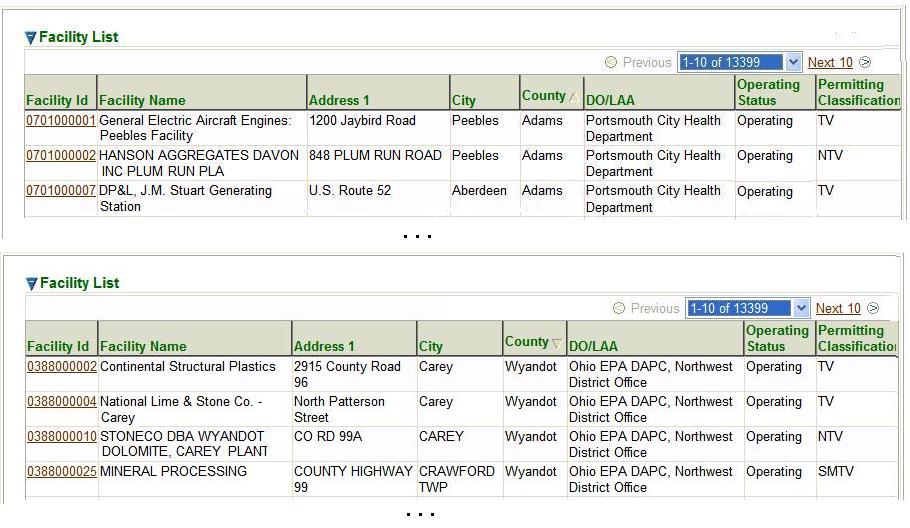 Facility List
Previous 1-10 of 13399 Next 10
Facility Id Facility Name Address 1 City County DO/LAA Operating Status Permitting Classification
0701000001 General Electric Aircraft Engines: 1200 Jaybird Road Peebles Adams Portsmouth City Health Operating TV
Peebles Facility Department
0701000002 HANSON AGGREGATES DAVON 848 PLUM RUN ROAD Peebles Adams Portsmouth City Health Operating NTV
INC PLUM RUN PLA Department
0701000007 DP&L, J.M. Stuart Generating U.S. Route 52 Aberdeen Adams Portsmouth City Health Operating TV
Station Department
. . .
Facility List
Previous 1-10 of 13399 Next 10
Facility Id Facility Name Address 1 City County DO/LAA Operating Status Permitting Classification
0388000002 Continental Structural Plastics 2915 County Road Carey Wyandot Ohio EPA DAPC, Northwest Operating TV
96 District Office
0388000004 National Lime & Stone Co. - North Patterson Carey Wyandot Ohio EPA DAPC, Northwest Operating TV
Carey Street District Office
0388000010 STONECO DBA WYANDOT CO RD 99A CAREY Wyandot Ohio EPA DAPC, Northwest Operating NTV
DOLOMITE, CAREY PLANT District Office
0388000025 MINERAL PROCESSING COUNTY HIGHWAY CRAWFORD Wyandot Ohio EPA DAPC, Northwest Operating SMTV
99 TWP District Office
. . .